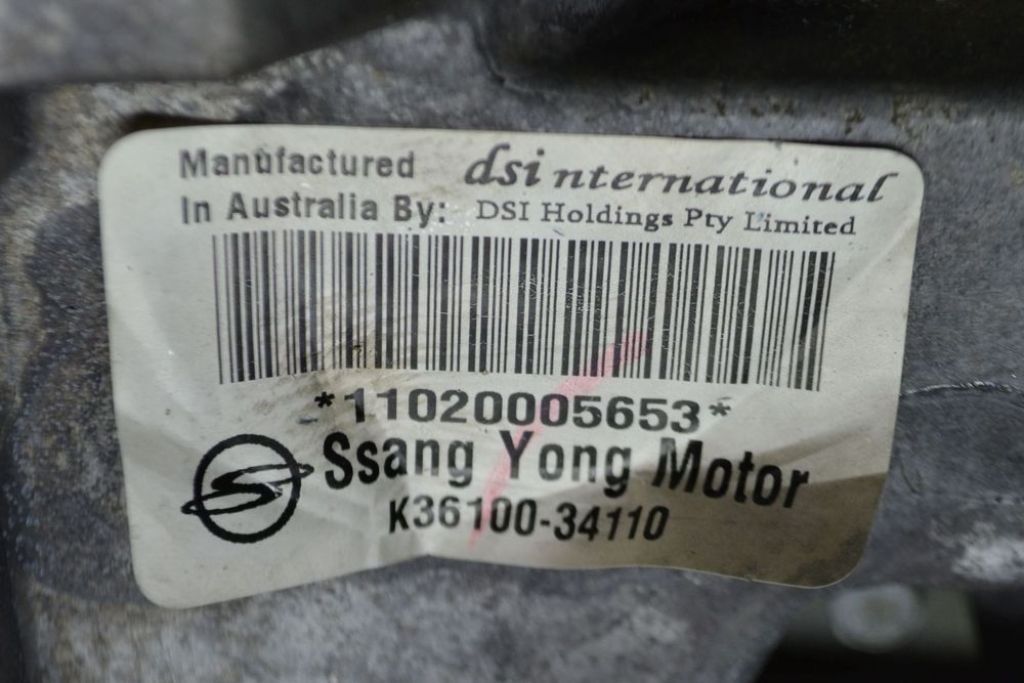 Manufactured dsi nternational
In Australia By: DSI Holdings Pty Limited
*11020005653*
Ssang Yong Motor
K36100-34110